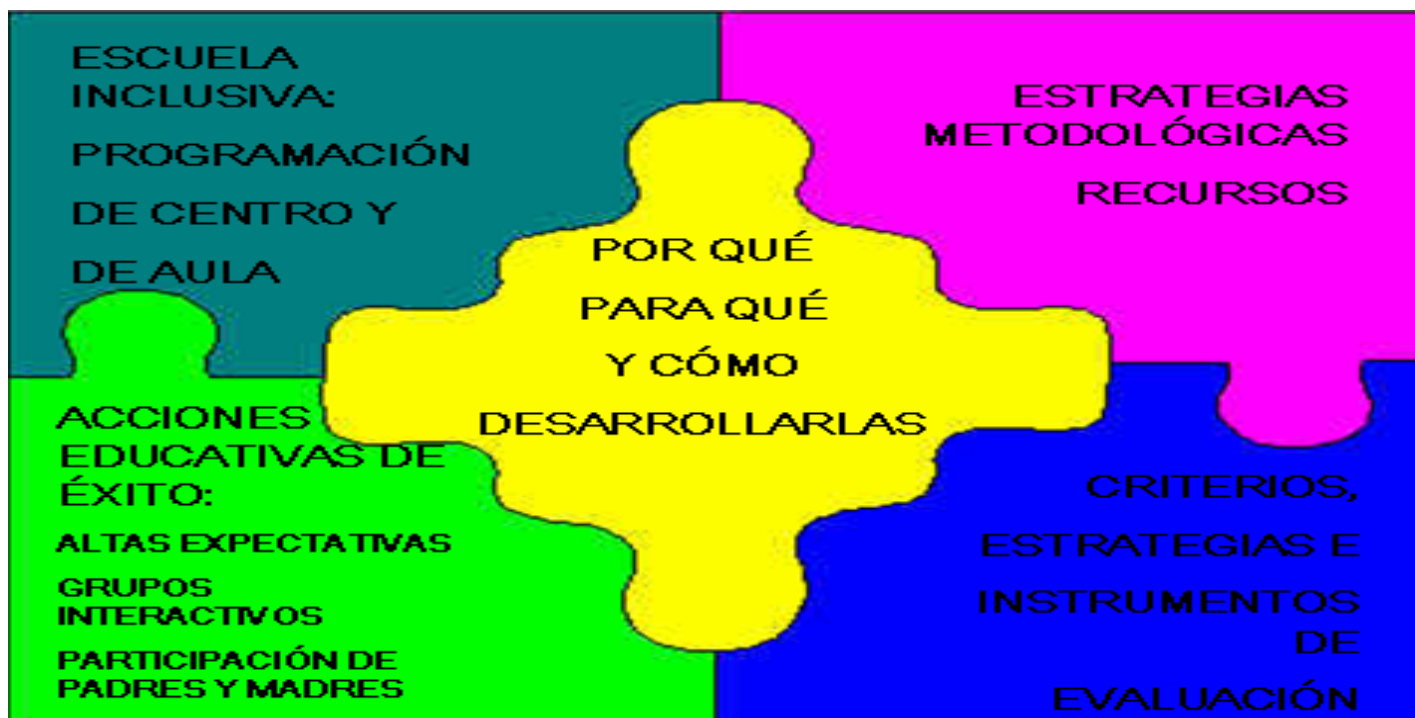 ESCUELA
INCLUSIVA:
PROGRAMACIÓN
DE CENTRO Y
DE AULA
ESTRATEGIAS
METODOLÓGICAS
RECURSOS
POR QUÉ
PARA QUÉ
Y CÓMO
DESARROLLARLAS
ACCIONES
EDUCATIVAS DE
ÉXITO:
ALTAS EXPECTATIVAS
GRUPOS
INTERACTIVOS
PARTICIPACIÓN DE
PADRES Y MADRES
CRITERIOS,
ESTRATEGIAS E
INSTRUMENTOS
DE
EVALUACIÓN